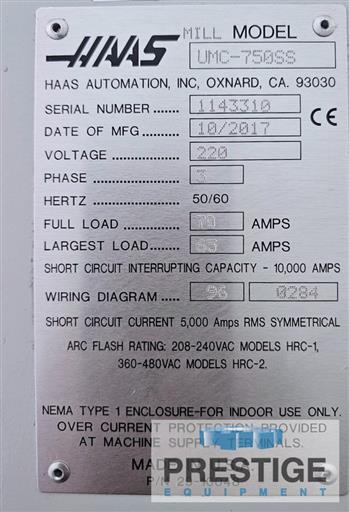 HAAS MILL MODEL
UMC-750SS
HAAS AUTOMATION, INC, OXNARD, CA. 93030
SERIAL NUMBER ...... 1143310 CE
DATE OF MFG ........... 10/2017
VOLTAGE .................... 220
PHASE ........................ 3
HERTZ ........................ 50/60
FULL LOAD ................ 70 AMPS
LARGEST LOAD......... AMPS
SHORT CIRCUIT INTERRUPTING CAPACITY - 10,000 AMPS
WIRING DIAGRAM ..... 96 0284
SHORT CIRCUIT CURRENT 5,000 Amps RMS SYMMETRICAL
ARC FLASH RATING: 208-240VAC MODELS HRC-1,
360-480VAC MODELS HRC-2.
NEMA TYPE 1 ENCLOSURE-FOR INDOOR USE ONLY.
OVER CURRENT PROTECTION PROVIDED
AT MACHINE SUPPLY TERMINALS.
PRESTIGE
EQUIPMENT